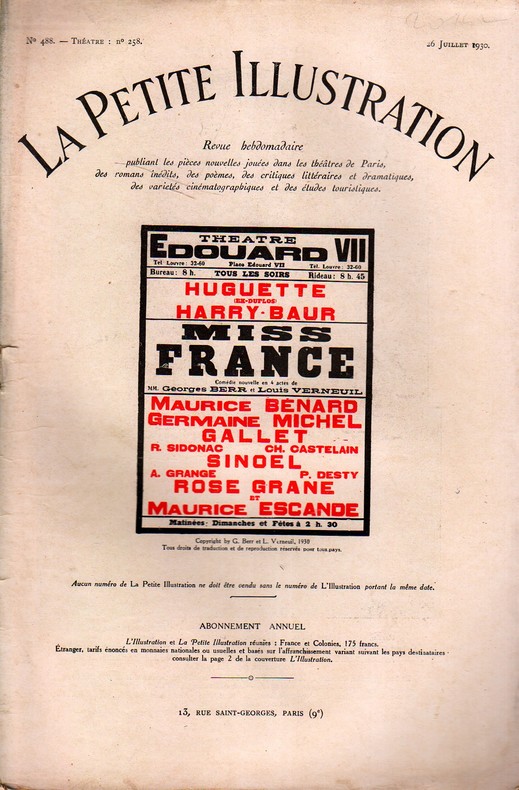 Nº 488. — Théatre : nº 258.
26 Juillet 1930.
LA PETITE ILLUSTRATION
Revue hebdomadaire
publiant les pièces nouvelles jouées dans les théâtres de Paris,
des romans inédits, des poèmes, des critiques littéraires et dramatiques,
des variétés cinématographiques et des études touristiques.
THEATRE
EDOUARD VII
Tél. Louvre : 32-60
Place Edouard VII
Tél. Louvre : 32-60
Bureau : 8 h.
TOUS LES SOIRS
Rideau : 8 h. 45
HUGUETTE
(EX-DUFLOS)
HARRY-BAUR
MISS
FRANCE
Comédie nouvelle en 4 actes de
MM. Georges BERR et Louis VERNEUIL
MAURICE BÉNARD
GERMAINE MICHEL
GALLET
R. SIDONAC CH. CASTELAIN
SINOEL
A. GRANGE P. DESTY
ROSE GRANE
ET
MAURICE ESCANDE
Matinées : Dimanches et Fêtes à 2 h. 30
Copyright by G. Berr et L. Verneuil, 1930
Tous droits de traduction et de reproduction réservés pour tous pays.
Aucun numéro de La Petite Illustration ne doit être vendu sans le numéro de L'Illustration portant la même date.
ABONNEMENT ANNUEL
L'Illustration et La Petite Illustration réunies : France et Colonies, 175 francs.
Étranger, tarifs énoncés en monnaies nationales ou usuelles et basés sur l'affranchissement variant suivant les pays destinataires -
consulter la page 2 de la couverture L'Illustration.
13, RUE SAINT-GEORGES, PARIS (9e)